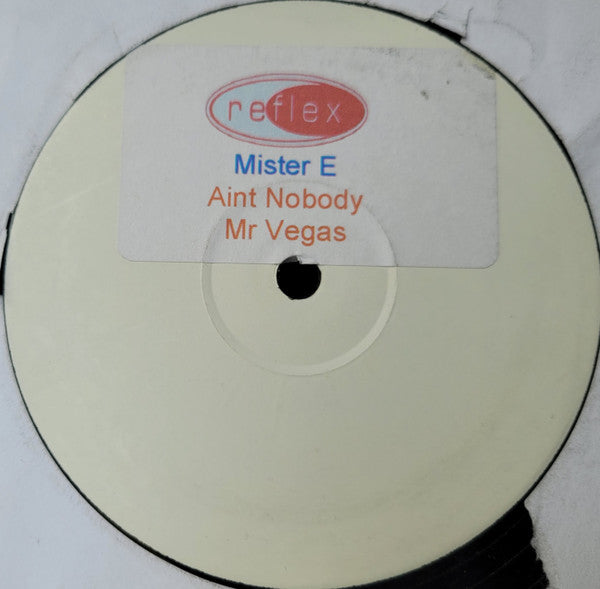 reflex
Mister E
Aint Nobody
Mr Vegas